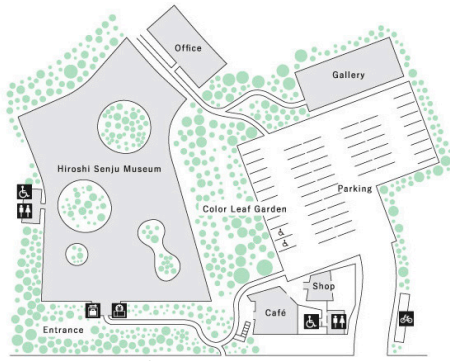 Office
Gallery
Hiroshi Senju Museum
Parking
Color Leaf Garden
Shop
Café
Entrance